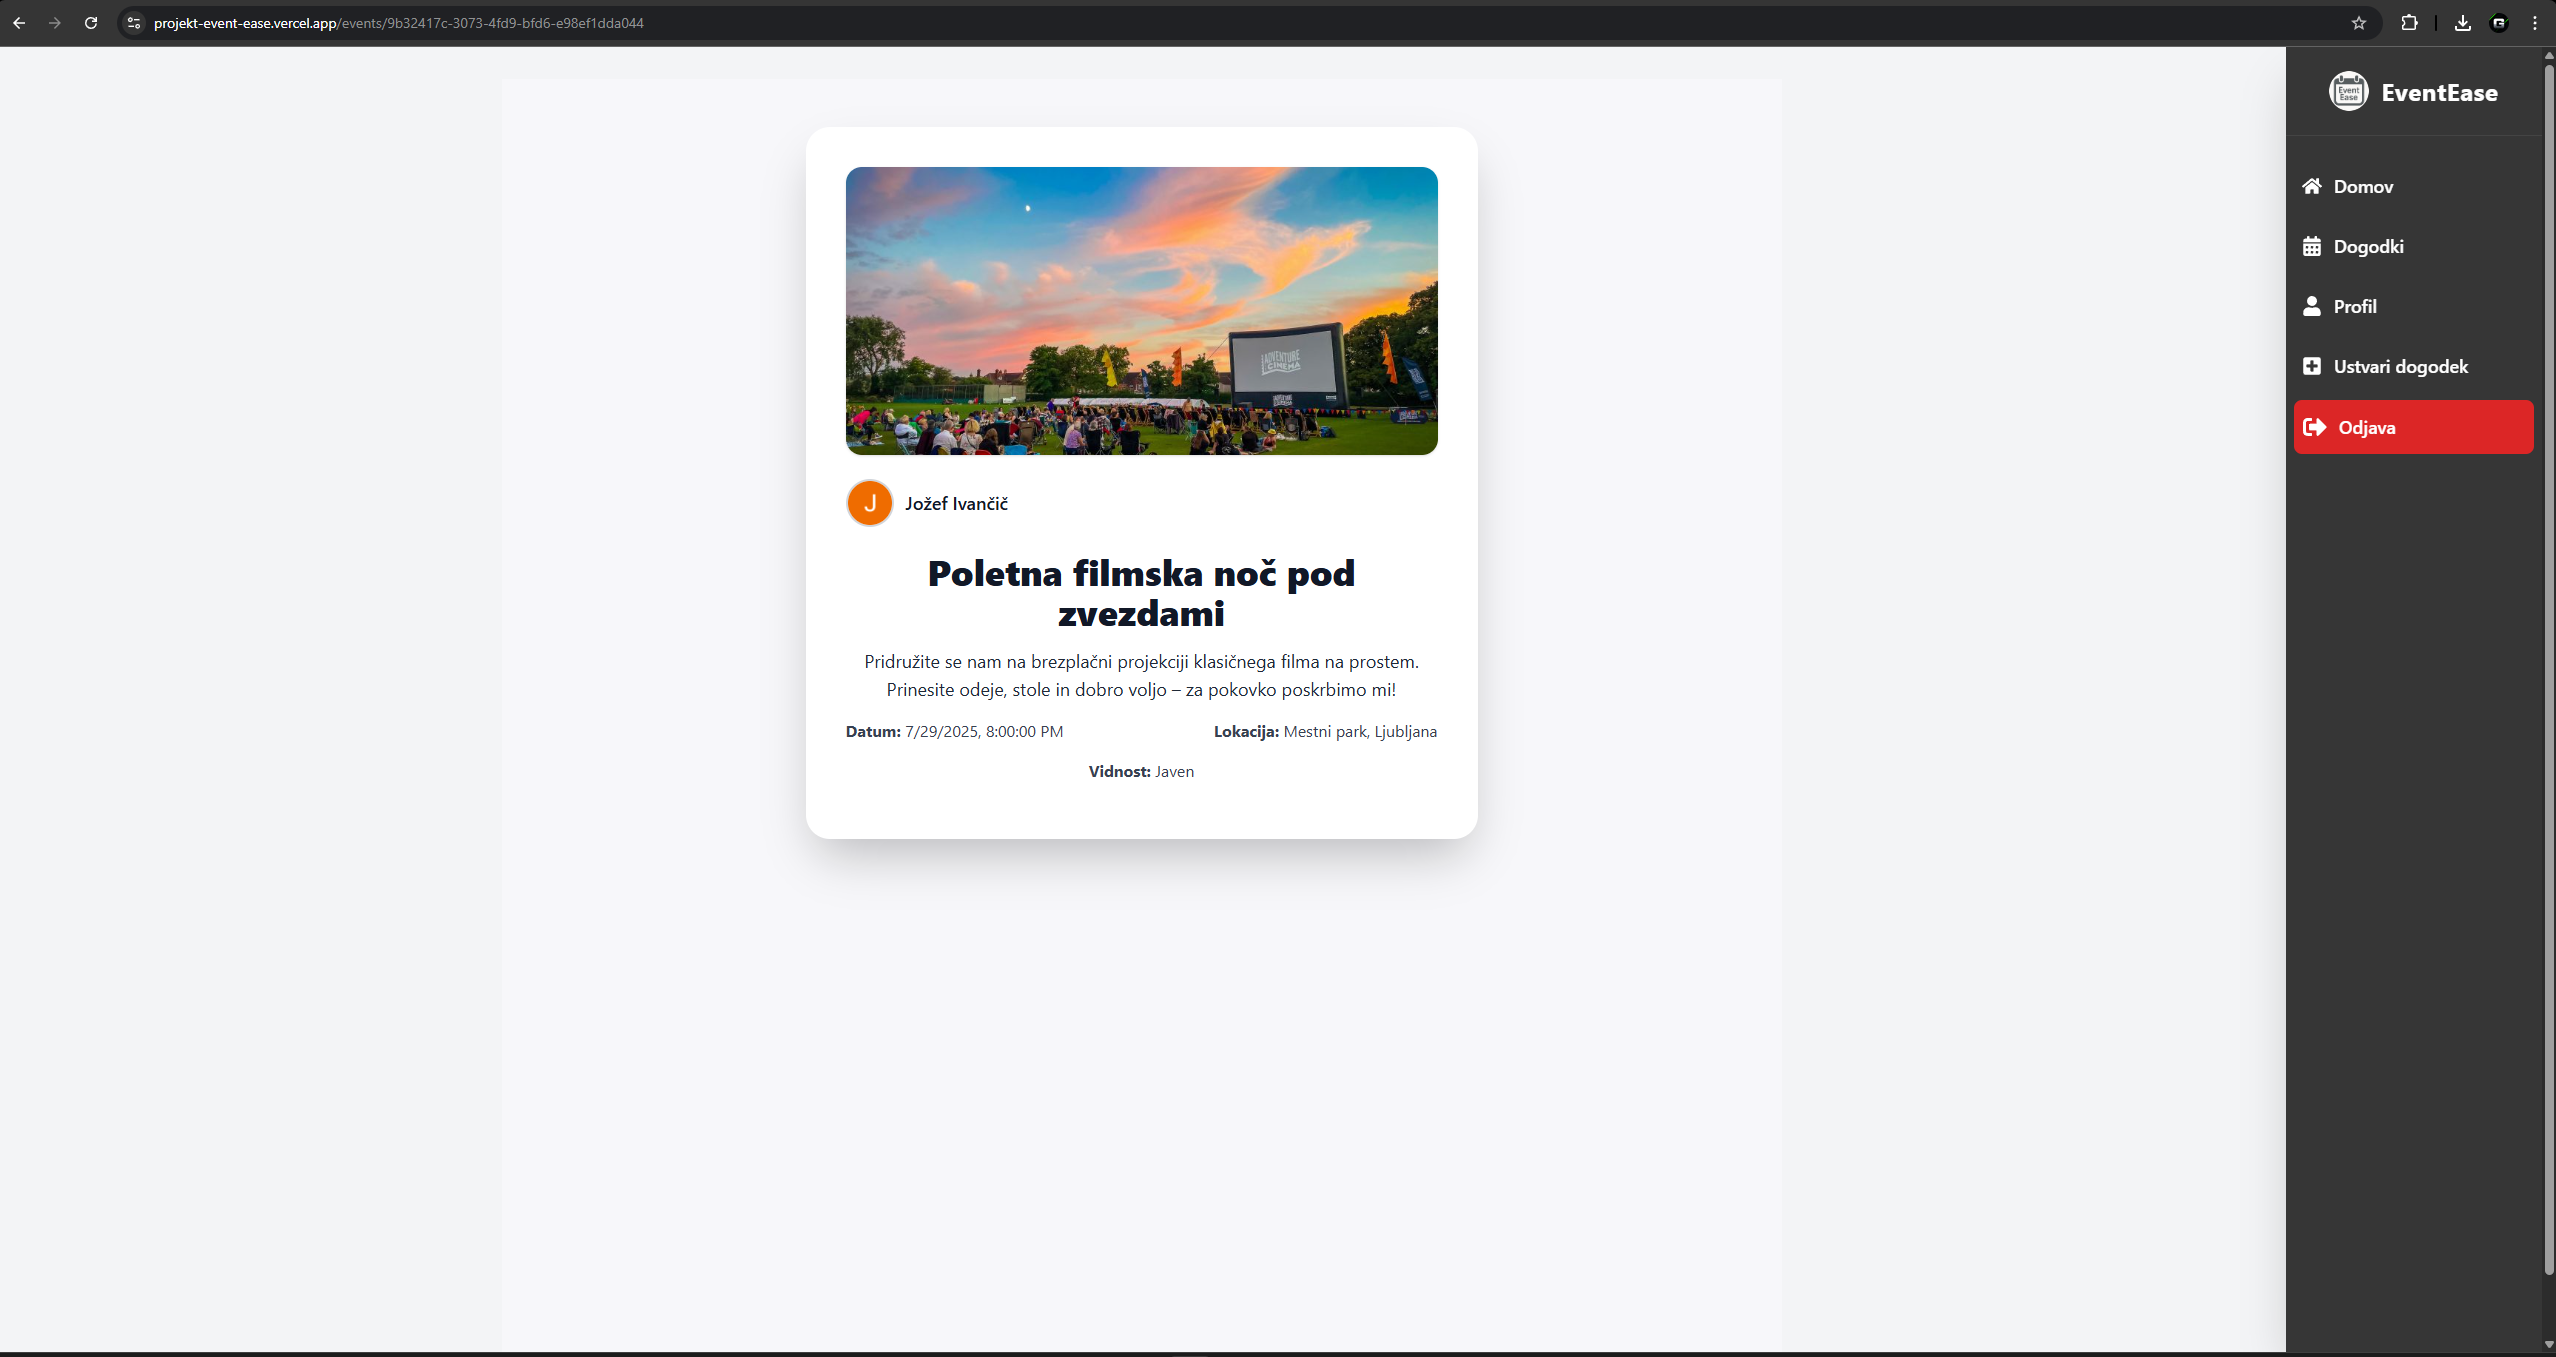 projekt-event-ease.vercel.app/events/9b32417c-3073-4fd9-bfd6-e98ef1dda044
Event
Ease
EventEase
Domov
Dogodki
Profil
Ustvari dogodek
Odjava
ADVENTURE
CINEMA
J
Jožef Ivančič
Poletna filmska noč pod
zvezdami
Pridružite se nam na brezplačni projekciji klasičnega filma na prostem.
Prinesite odeje, stole in dobro voljo – za pokovko poskrbimo mi!
Datum: 7/29/2025, 8:00:00 PM
Lokacija: Mestni park, Ljubljana
Vidnost: Javen